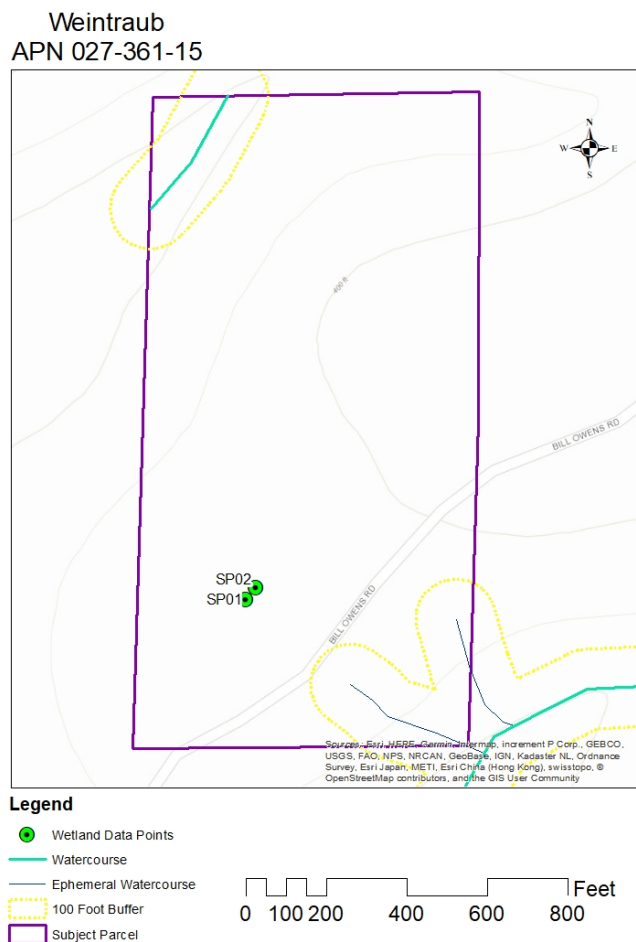 Weintraub
APN 027-361-15
N
W E
S
400 ft
BILL OWENS RD
SP02
SP01
BILL OWENS RD
Sources: Esri, HERE, Garmin, Intermap, increment P Corp., GEBCO,
USGS, FAO, NPS, NRCAN, GeoBase, IGN, Kadaster NL, Ordnance
Survey, Esri Japan, METI, Esri China (Hong Kong), swisstopo, ©
OpenStreetMap contributors, and the GIS User Community
Legend
Wetland Data Points
Watercourse
Ephemeral Watercourse
100 Foot Buffer
Subject Parcel
Feet
0 100 200 400 600 800